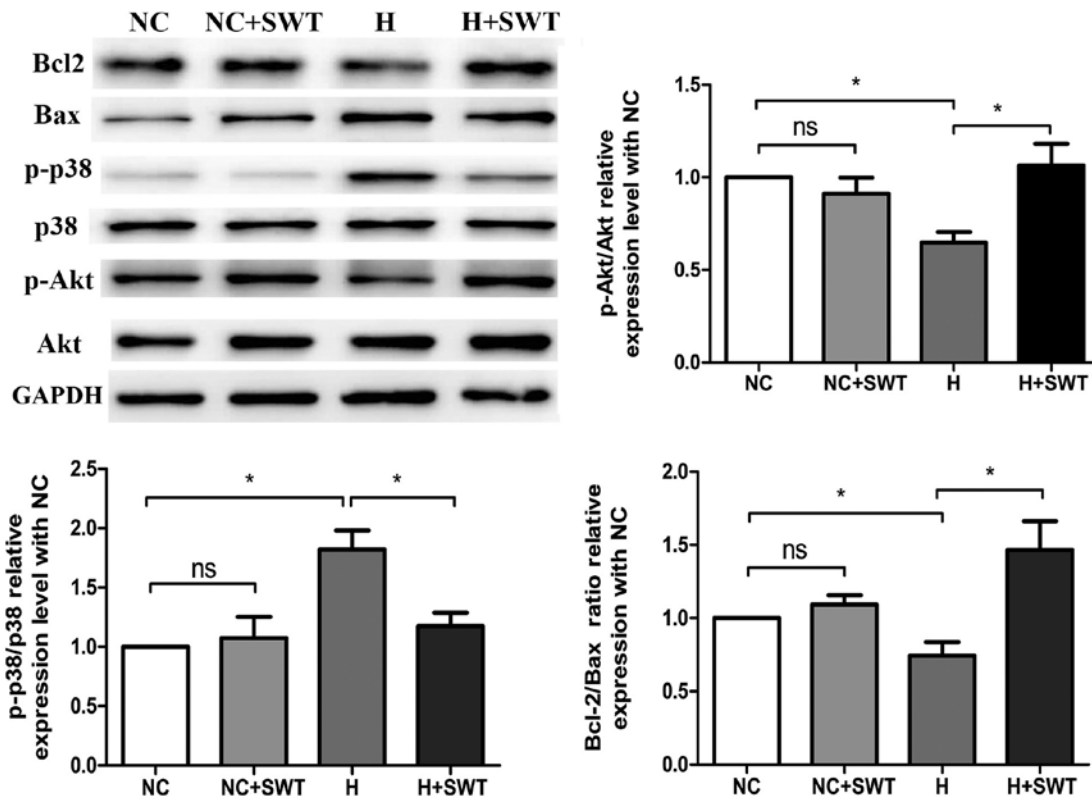 NC NC+SWT H H+SWT
Bcl2
Bax
p-p38
p38
p-Akt
Akt
GAPDH
p-Akt/Akt relative
expression level with NC
1.5
1.0
0.5
0.0
*
*
ns
NC NC+SWT H H+SWT
p-p38/p38 relative
expression level with NC
2.5
2.0
1.5
1.0
0.5
0.0
*
*
ns
NC NC+SWT H H+SWT
Bcl-2/Bax ratio relative
expression with NC
2.0
1.5
1.0
0.5
0.0
*
*
ns
NC NC+SWT H H+SWT